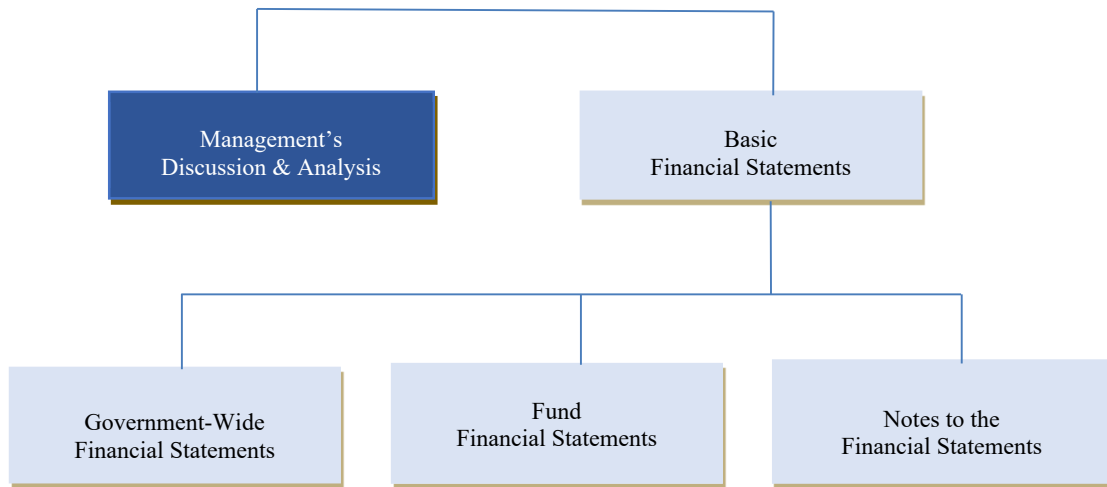 Management’s
Discussion & Analysis
Basic
Financial Statements
Government-Wide
Financial Statements
Fund
Financial Statements
Notes to the
Financial Statements